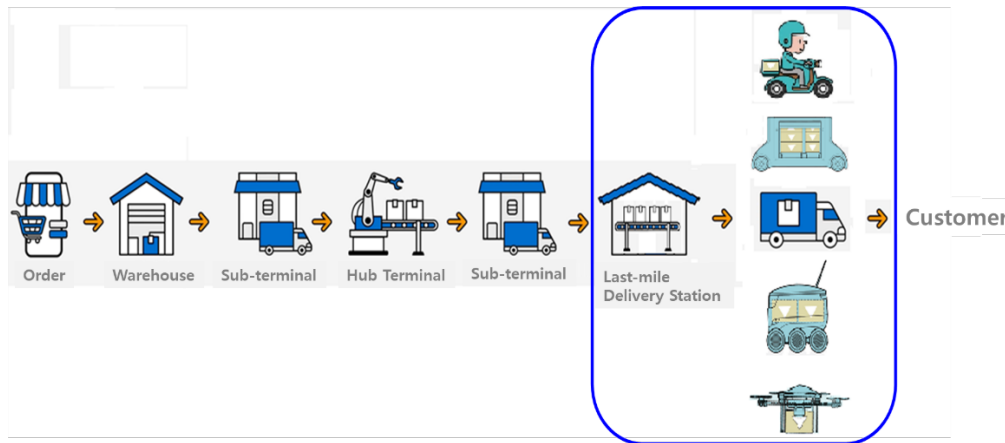 Order
Warehouse
Sub-terminal
Hub Terminal
Sub-terminal
Last-mile
Delivery Station
Customer